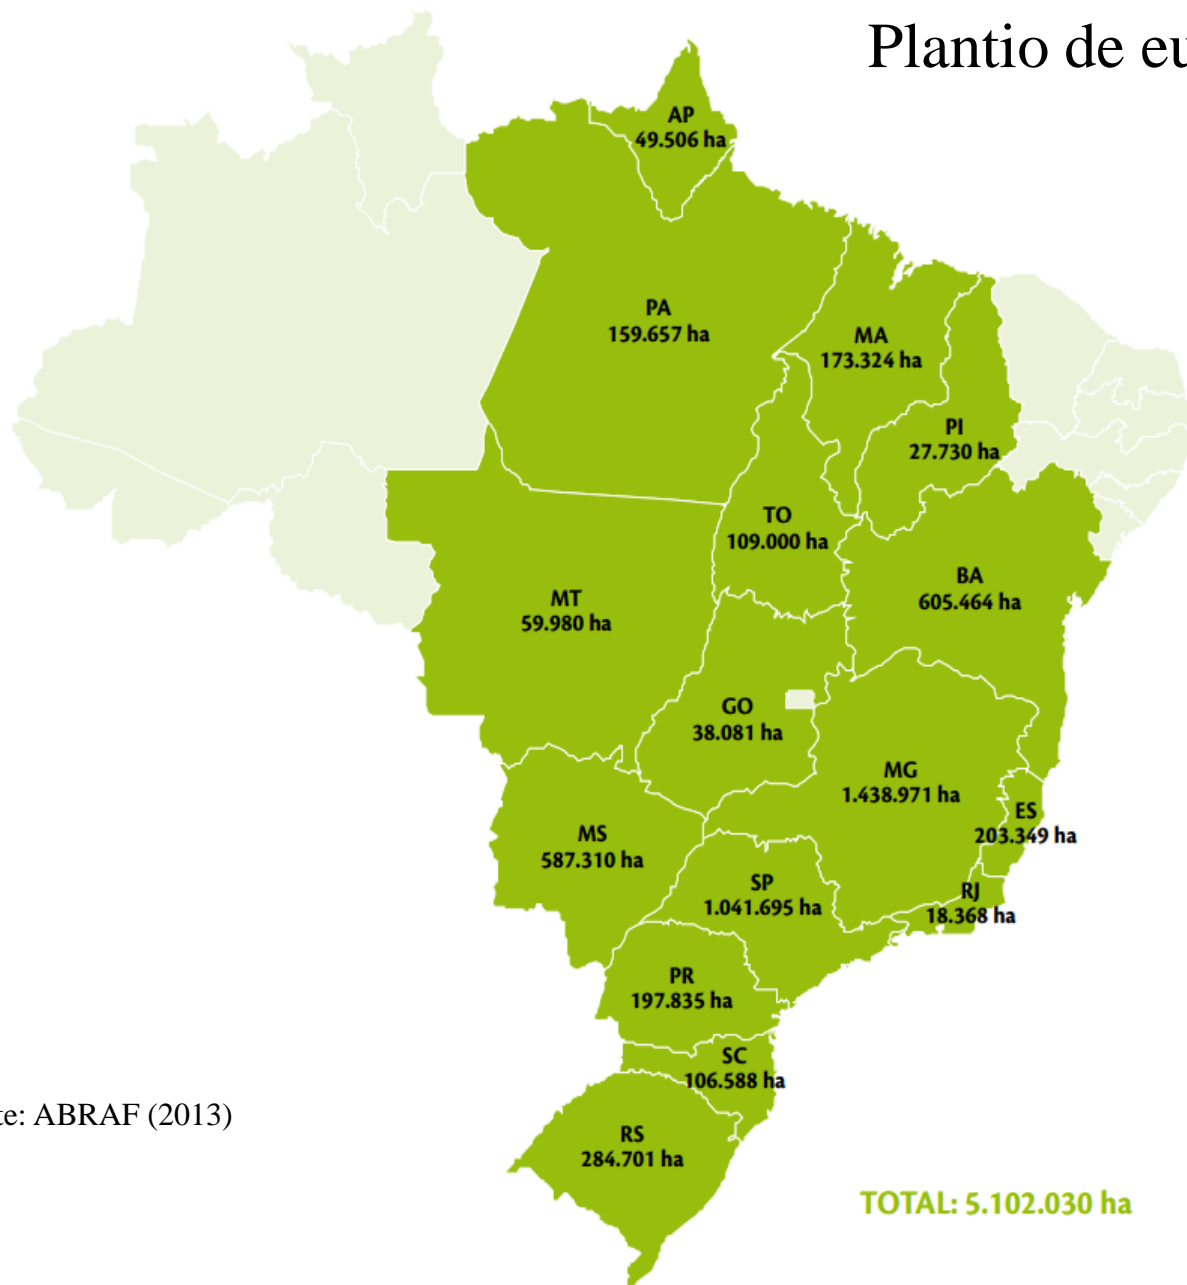 Plantio de eu
AP
49.506 ha
PA
159.657 ha
MA
173.324 ha
PI
27.730 ha
TO
109.000 ha
BA
605.464 ha
MT
59.980 ha
GO
38.081 ha
MG
1.438.971 ha
ES
203.349 ha
MS
587.310 ha
SP
1.041.695 ha
RJ
18.368 ha
PR
197.835 ha
SC
106.588 ha
te: ABRAF (2013)
RS
284.701 ha
TOTAL: 5.102.030 ha